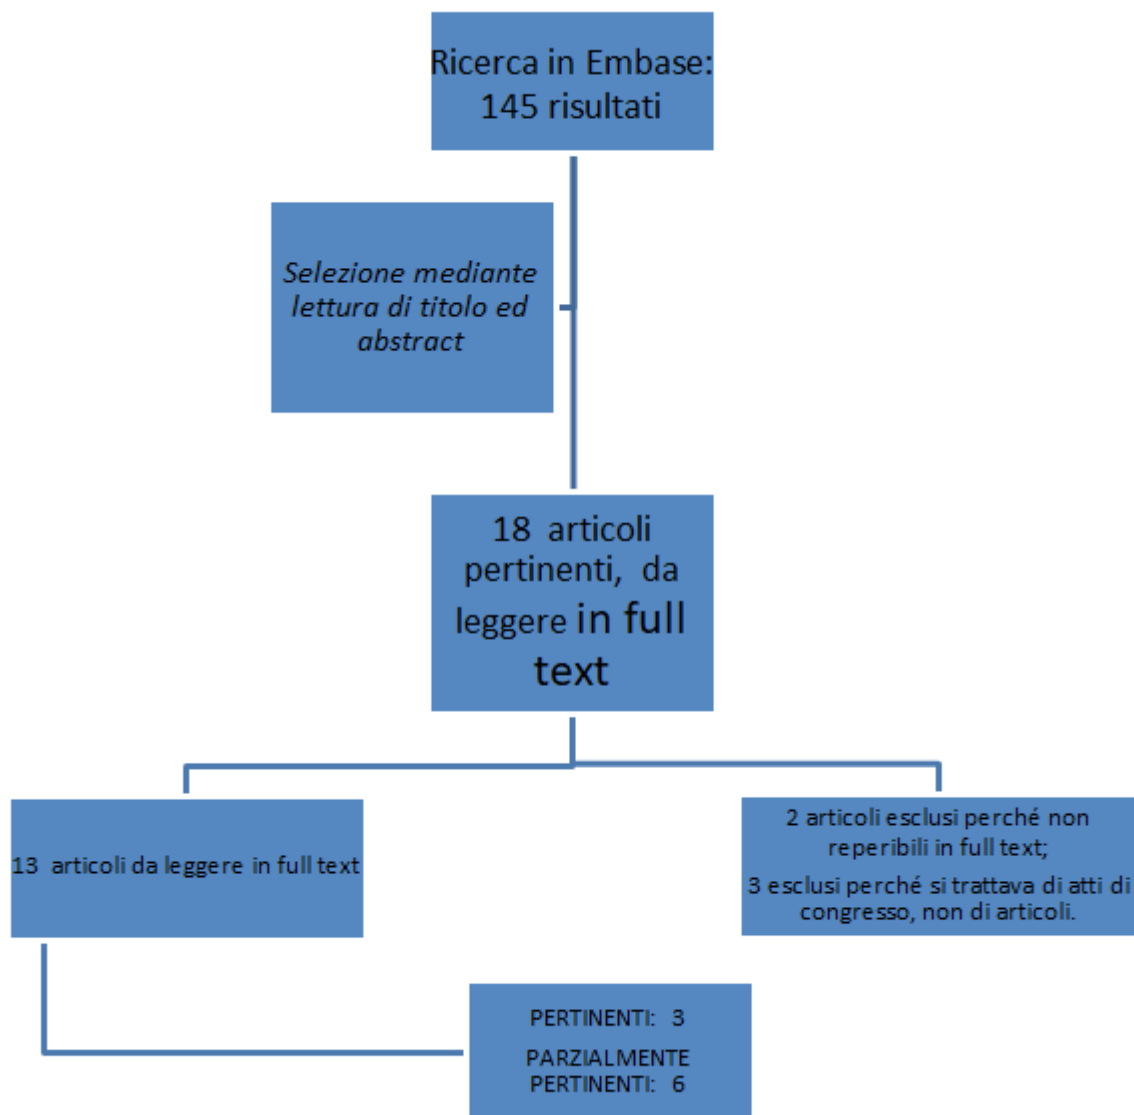 Ricerca in Embase:
145 risultati
Selezione mediante
lettura di titolo ed
abstract
18 articoli
pertinenti, da
leggere in full
text
13 articoli da leggere in full text
2 articoli esclusi perché non
reperibili in full text;
3 esclusi perché si trattava di atti di
congresso, non di articoli.
PERTINENTI: 3
PARZIALMENTE
PERTINENTI: 6